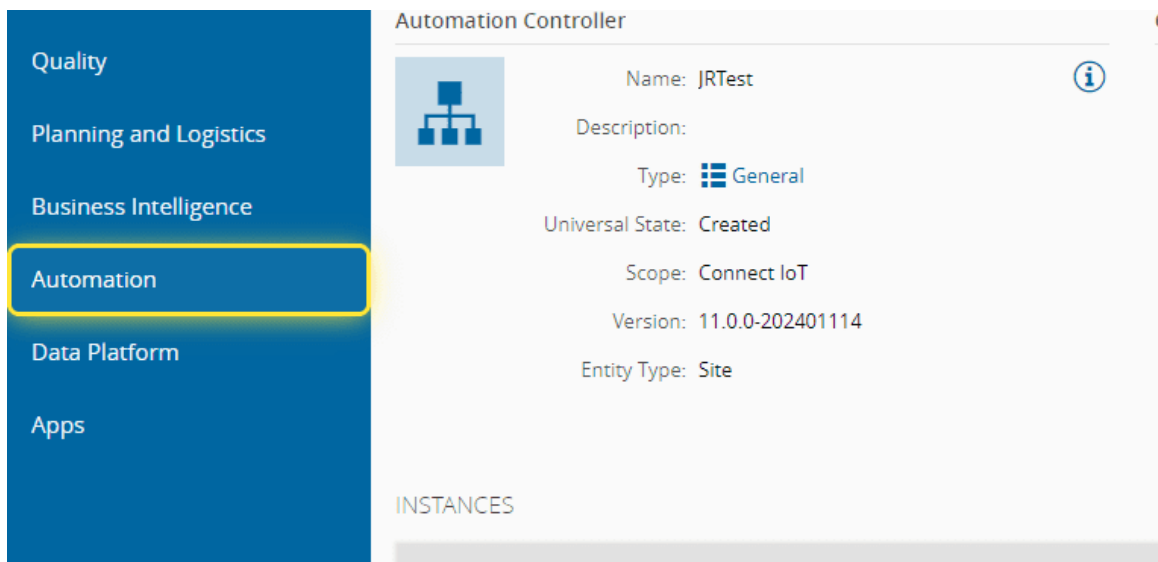 Quality
Planning and Logistics
Business Intelligence
Automation
Data Platform
Apps
Automation Controller
Name: JRTest
Description:
Type: General
Universal State: Created
Scope: Connect IoT
Version: 11.0.0-202401114
Entity Type: Site
INSTANCES